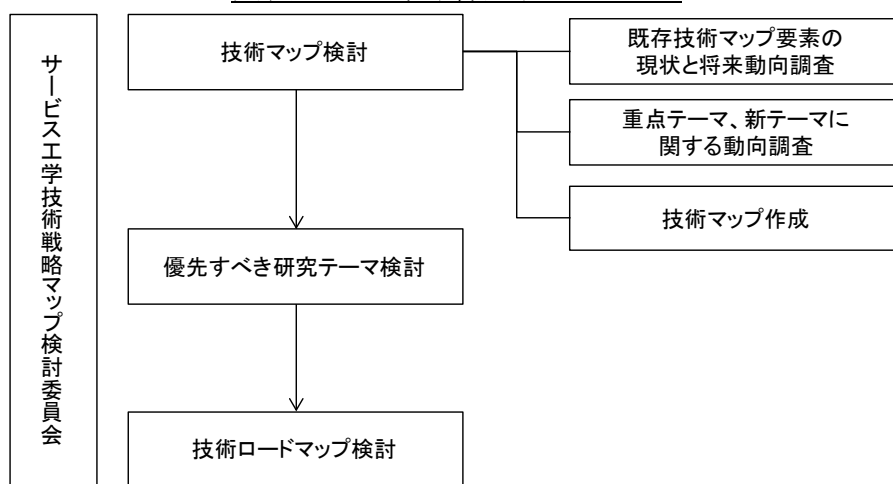 サービス工学技術戦略マップ検討委員会
技術マップ検討
既存技術マップ要素の
現状と将来動向調査
重点テーマ、新テーマに
関する動向調査
技術マップ作成
優先すべき研究テーマ検討
技術ロードマップ検討